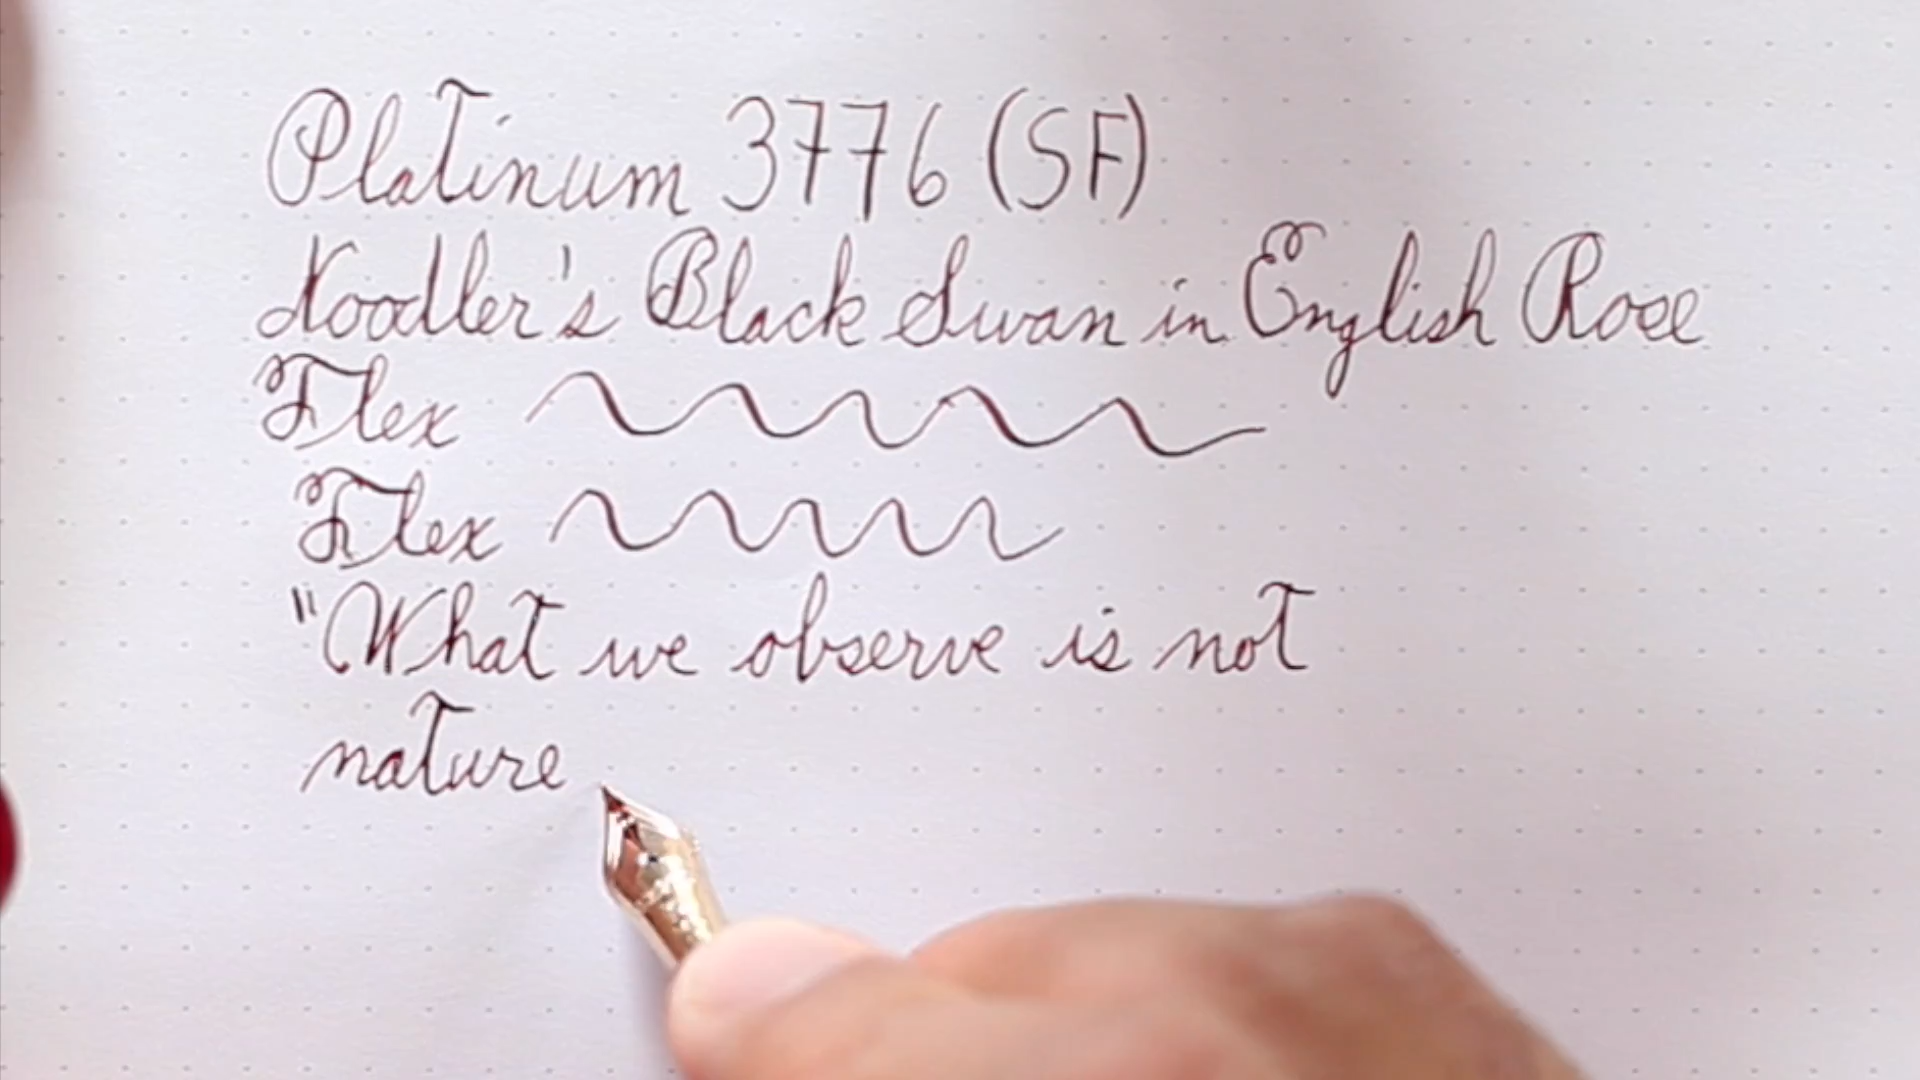 Platinum 3776 (SF)
Noodler's Black Swan in English Rose
Flex
Flex
"What we observe is not
nature